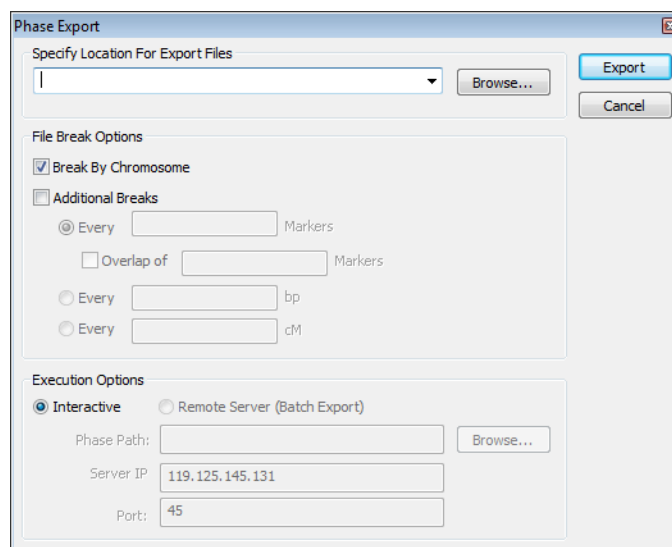 Phase Export
Specify Location For Export Files
Browse...
Export
Cancel
File Break Options
Break By Chromosome
Additional Breaks
Every Markers
Overlap of Markers
Every bp
Every cM
Execution Options
Interactive Remote Server (Batch Export)
Phase Path: Browse...
Server IP 119.125.145.131
Port: 45